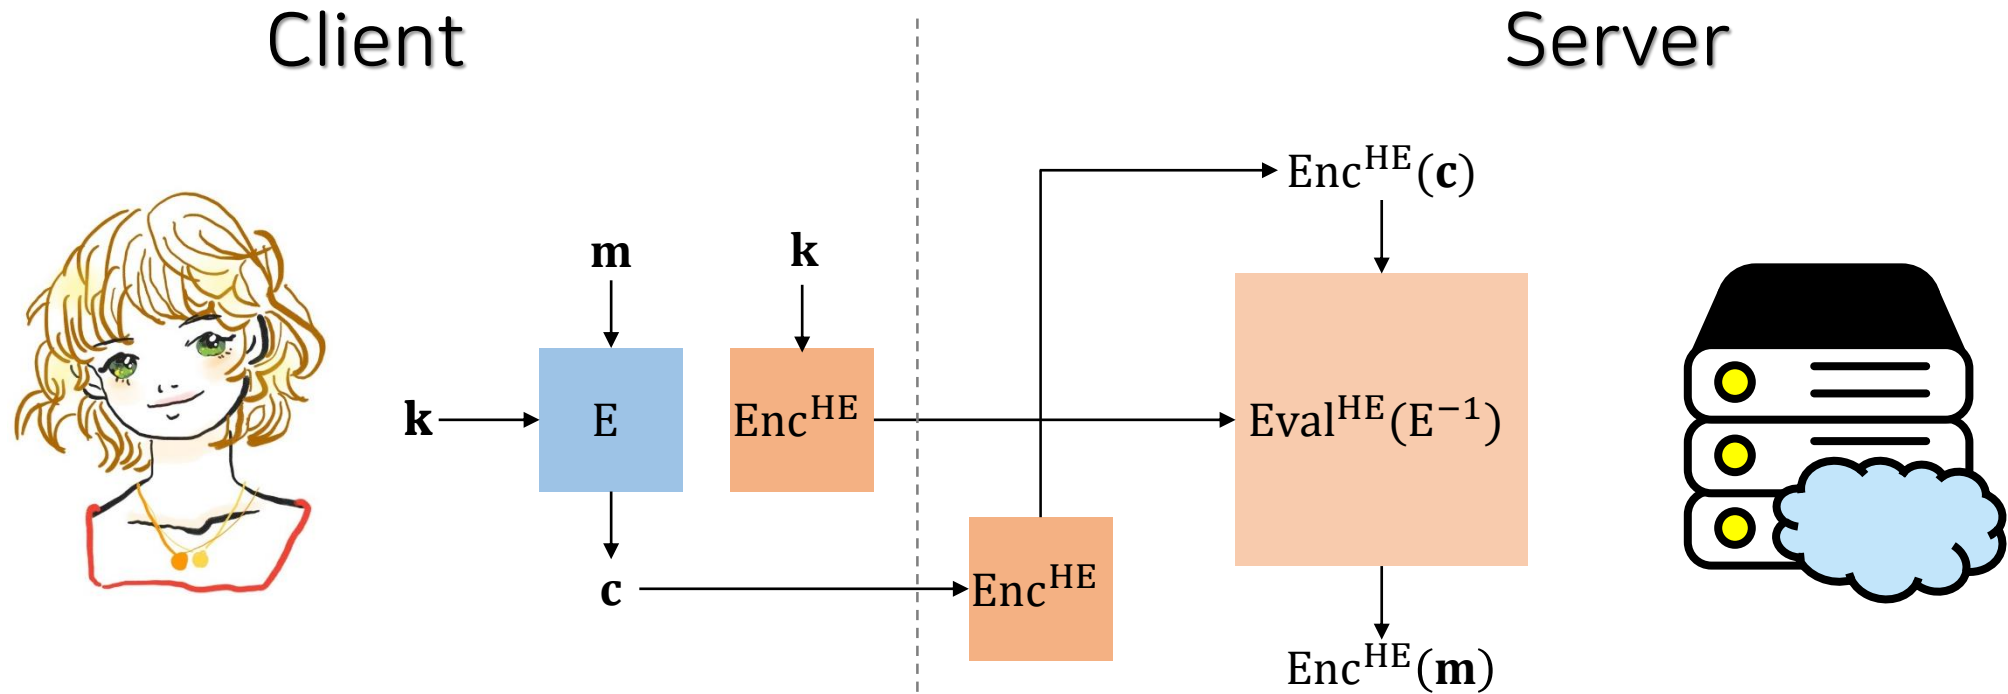 Client
Server
Enc^HE(c)
m
k
k
E
Enc^HE
Eval^HE(E^−1)
c
Enc^HE
Enc^HE(m)